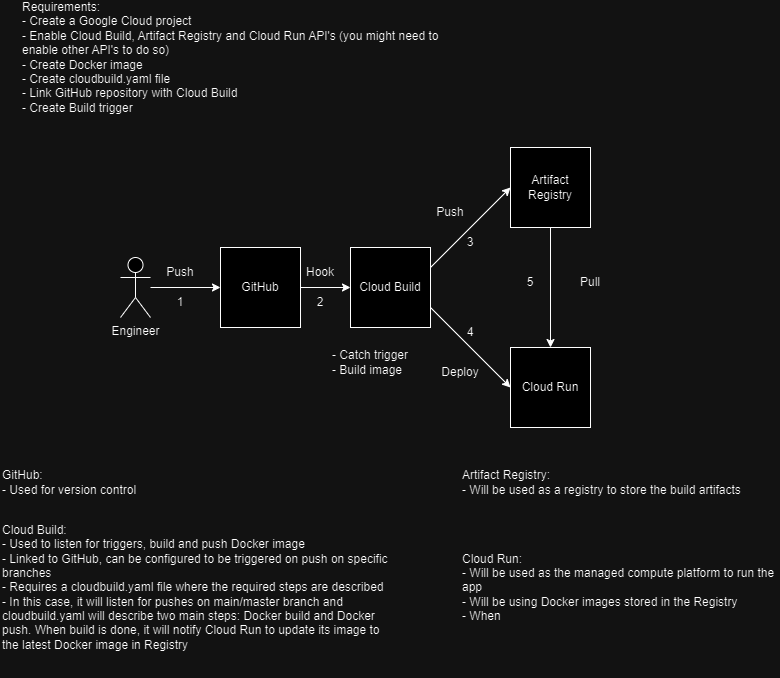 Requirements:
- Create a Google Cloud project
- Enable Cloud Build, Artifact Registry and Cloud Run API's (you might need to
enable other API's to do so)
- Create Docker image
- Create cloudbuild.yaml file
- Link GitHub repository with Cloud Build
- Create Build trigger
Artifact
Registry
Push
3
Push
1
GitHub
Hook
2
Cloud Build
5
Pull
Engineer
- Catch trigger
- Build image
4
Deploy
Cloud Run
GitHub:
- Used for version control
Artifact Registry:
- Will be used as a registry to store the build artifacts
Cloud Build:
- Used to listen for triggers, build and push Docker image
- Linked to GitHub, can be configured to be triggered on push on specific
branches
- Requires a cloudbuild.yaml file where the required steps are described
- In this case, it will listen for pushes on main/master branch and
cloudbuild.yaml will describe two main steps: Docker build and Docker
push. When build is done, it will notify Cloud Run to update its image to
the latest Docker image in Registry
Cloud Run:
- Will be used as the managed compute platform to run the
app
- Will be using Docker images stored in the Registry
- When